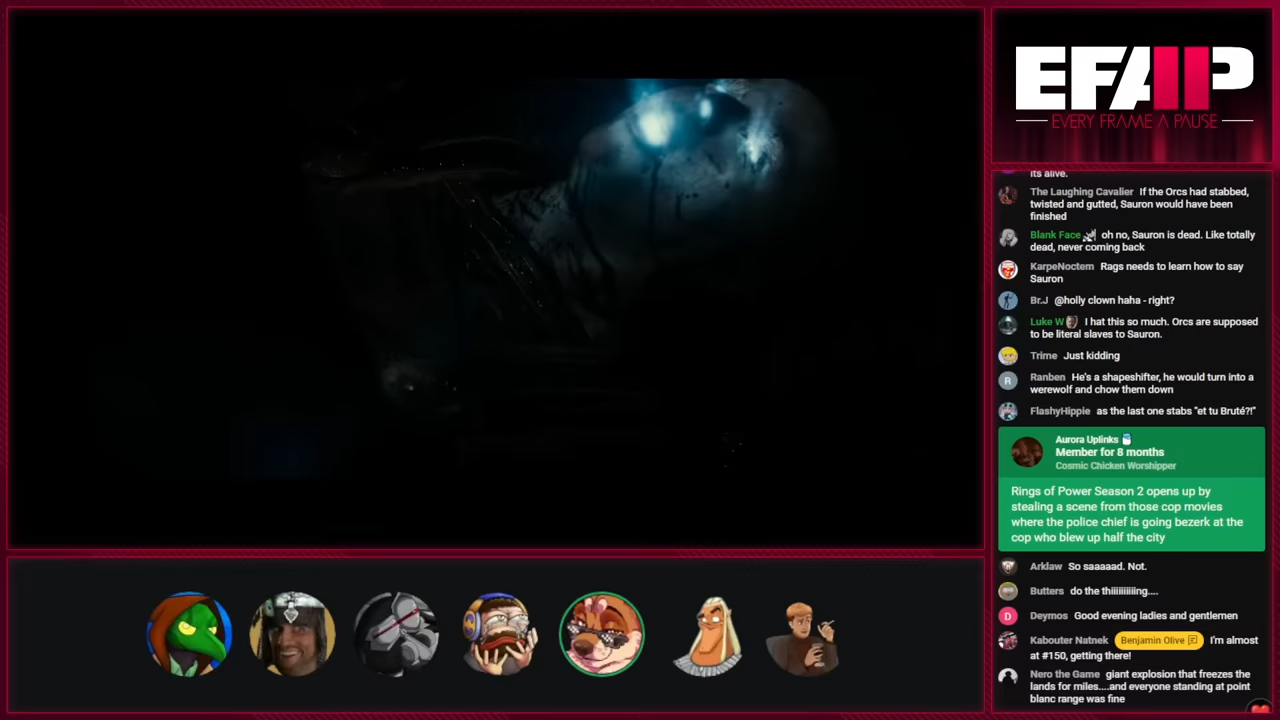 EFAP
EVERY FRAME A PAUSE
its alive.
The Laughing Cavalier If the Orcs had stabbed,
twisted and gutted, Sauron would have been
finished
Blank Face oh no, Sauron is dead. Like totally
dead, never coming back
KarpeNoctem Rags needs to learn how to say
Sauron
Br.J @holly clown haha - right?
Luke W I hat this so much. Orcs are supposed
to be literal slaves to Sauron.
Trime Just kidding
R Ranben He's a shapeshifter, he would turn into a
werewolf and chow them down
FlashyHippie as the last one stabs "et tu Bruté?!"
Aurora Uplinks
Member for 8 months
Cosmic Chicken Worshipper
Rings of Power Season 2 opens up by
stealing a scene from those cop movies
where the police chief is going bezerk at the
cop who blew up half the city
Arklaw So saaaaad. Not.
Butters do the thiiiiiiiiiing....
D Deymos Good evening ladies and gentlemen
Kabouter Natnek Benjamin Olive I'm almost
at #150, getting there!
Nero the Game giant explosion that freezes the
lands for miles....and everyone standing at point
blanc range was fine